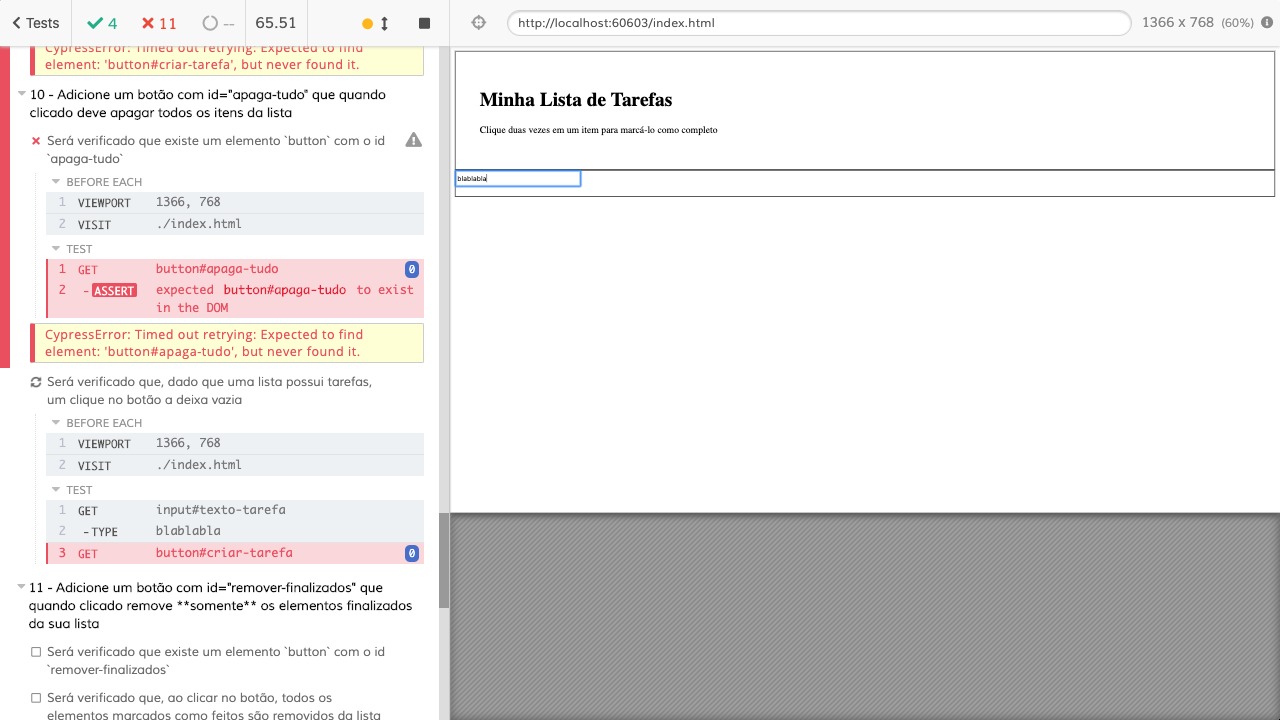 Tests 4 11 -- 65.51 http://localhost:60603/index.html 1366 x 768 (60%)
CypressError: Timed out retrying: Expected to find
element: 'button#criar-tarefa', but never found it.
10 - Adicione um botão com id="apaga-tudo" que quando
clicado deve apagar todos os itens da lista
Será verificado que existe um elemento `button` com o id
`apaga-tudo`
BEFORE EACH
1 VIEWPORT 1366, 768
2 VISIT ./index.html
TEST
1 GET button#apaga-tudo 0
2 -ASSERT expected button#apaga-tudo to exist
in the DOM
CypressError: Timed out retrying: Expected to find
element: 'button#apaga-tudo', but never found it.
Será verificado que, dado que uma lista possui tarefas,
um clique no botão a deixa vazia
BEFORE EACH
1 VIEWPORT 1366, 768
2 VISIT ./index.html
TEST
1 GET input#texto-tarefa
2 -TYPE blablabla
3 GET button#criar-tarefa 0
11 - Adicione um botão com id="remover-finalizados" que
quando clicado remove **somente** os elementos finalizados
da sua lista
Será verificado que existe um elemento `button` com o id
`remover-finalizados`
Será verificado que, ao clicar no botão, todos os
elementos marcados como feitos são removidos da lista
Minha Lista de Tarefas
Clique duas vezes em um item para marcá-lo como completo
blablabla